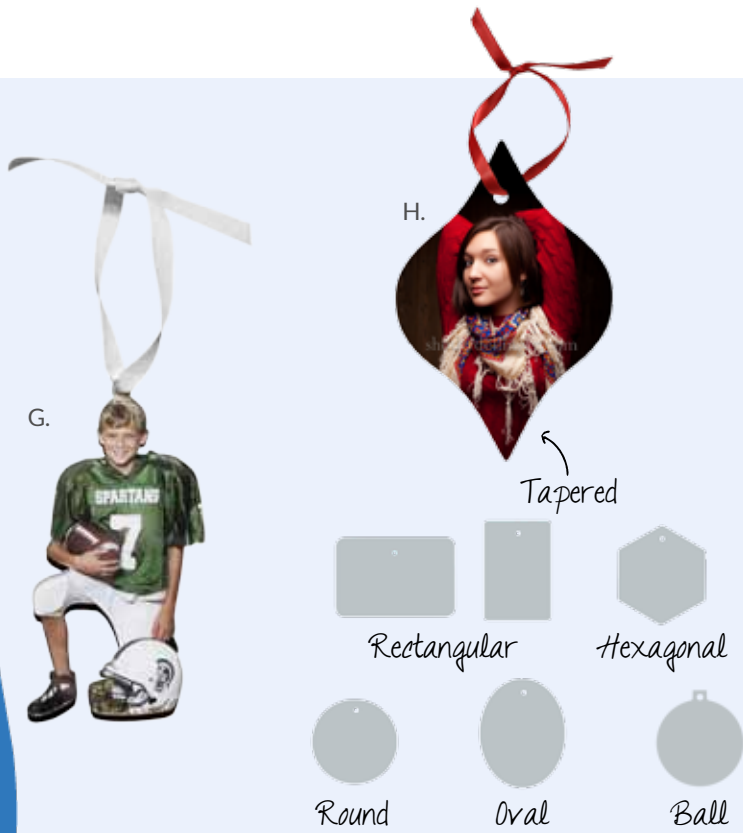 H.
G.
SPARTANS
7
Tapered
Rectangular
Hexagonal
Round
Oval
Ball